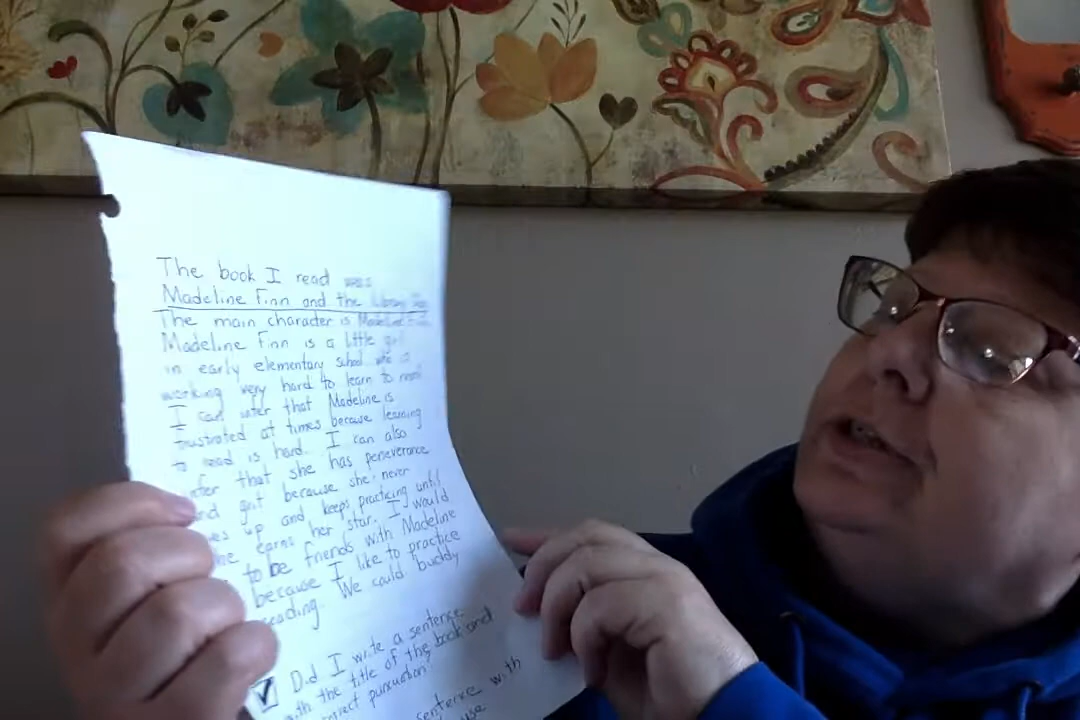 The book I read was
Madeline Finn and the Library Dog
The main character is Madeline Finn
Madeline Finn is a little girl
in early elementary school who is
working very hard to learn to read
I can infer that Madeline is
frustrated at times because learning
to read is hard. I can also
infer that she has perseverance
and grit because she never
gives up and keeps practicing until
she earns her star. I would
to be friends with Madeline
because I like to practice
reading. We could buddy
Did I write a sentence
with the title of the book and
correct puncuation?
sentence with